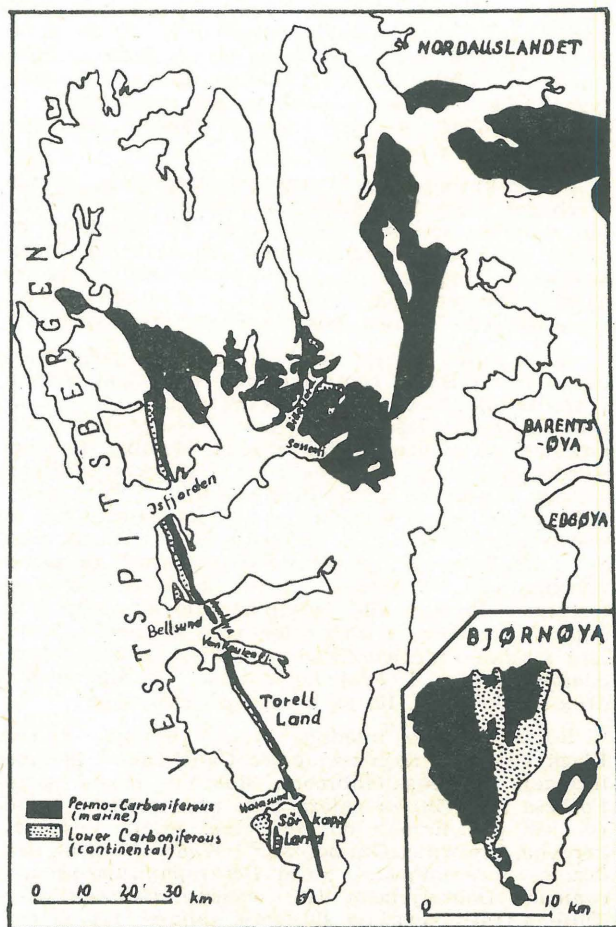 NORDAUSLANDET
VESTSPITSBERGEN
BARENTS
-ØYA
EDGØYA
Jsfjorden
Bellsund
BJØRNØYA
Torell
Land
Hornsund
Sörkapp
Land
Permo-Carboniferous
(marine)
Lower Carboniferous
(continental)
0 10 20 30
km
0 10
km